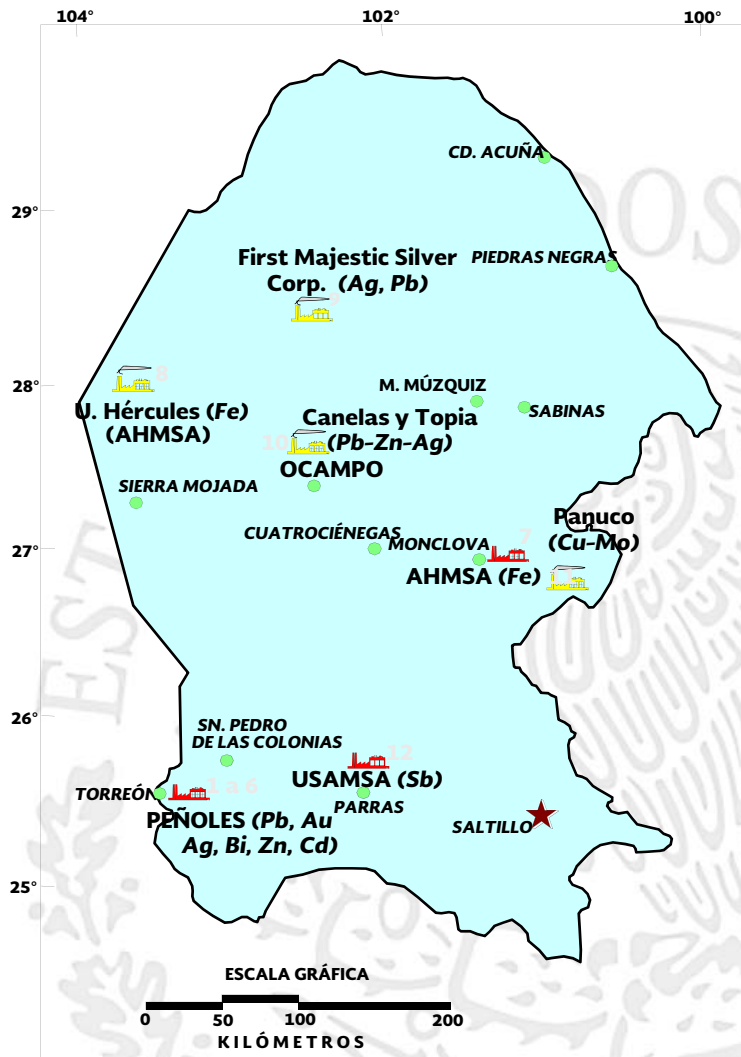 104° 102° 100°
CD. ACUÑA
29°
First Majestic Silver
Corp. (Ag, Pb)
PIEDRAS NEGRAS
9
28°
8
M. MÚZQUIZ
SABINAS
U. Hércules (Fe)
(AHMSA)
Canelas y Topia
(Pb-Zn-Ag)
10
OCAMPO
SIERRA MOJADA
Panuco
(Cu-Mo)
CUATROCIÉNEGAS
MONCLOVA
7
27°
AHMSA (Fe)
26°
SN. PEDRO
DE LAS COLONIAS
12
USAMSA (Sb)
1 a 6
TORREÓN
PARRAS
PEÑOLES (Pb, Au
Ag, Bi, Zn, Cd)
SALTILLO
25°
ESCALA GRÁFICA
0 50 100 200
KILÓMETROS
EST DOS